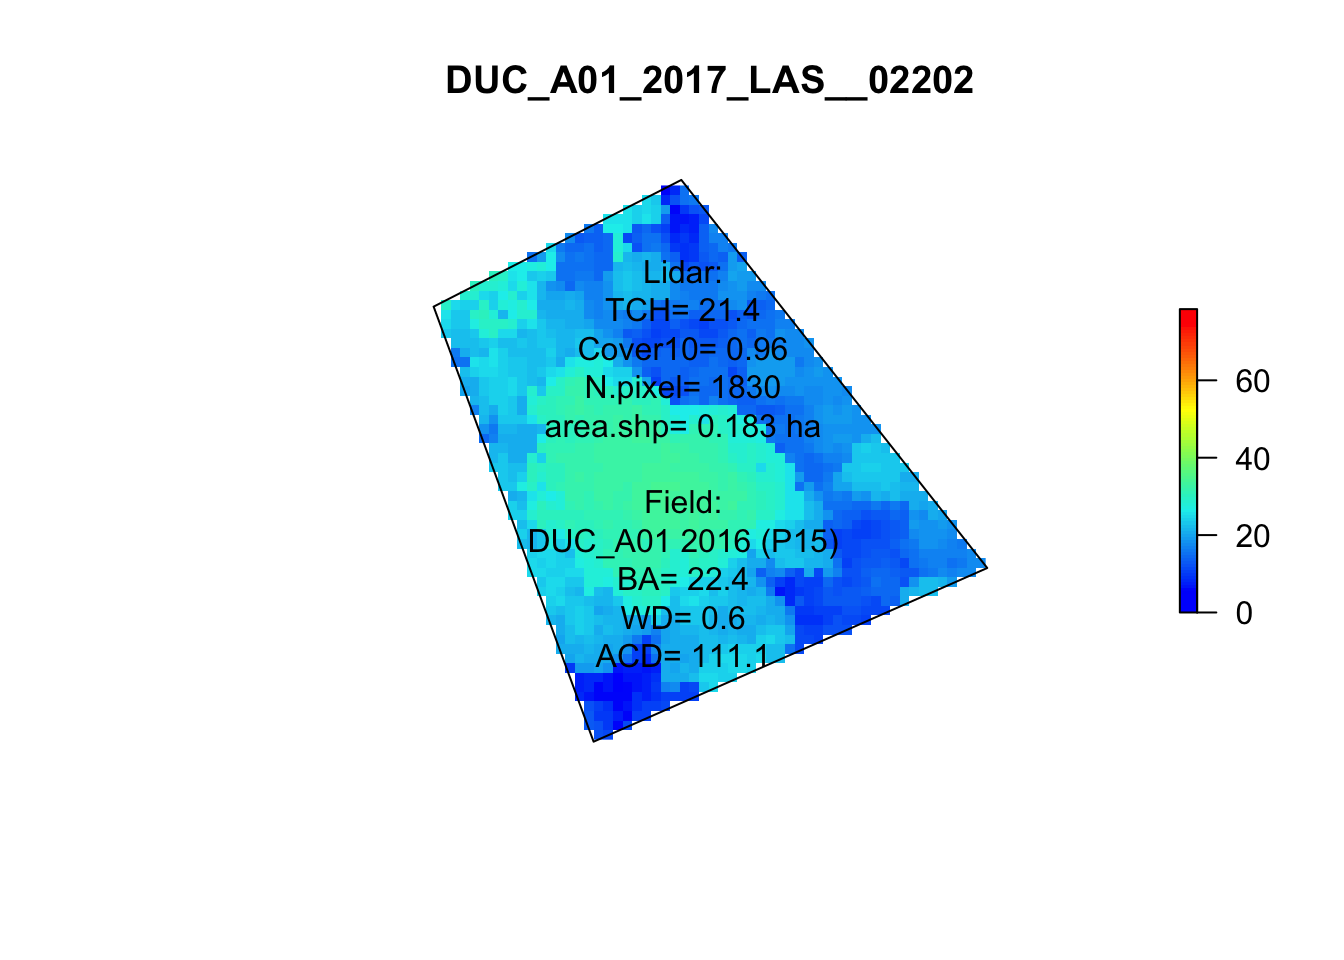 DUC_A01_2017_LAS__02202
Lidar:
TCH= 21.4
Cover10= 0.96
N.pixel= 1830
area.shp= 0.183 ha
Field:
DUC_A01 2016 (P15)
BA= 22.4
WD= 0.6
ACD= 111.1
60
40
20
0